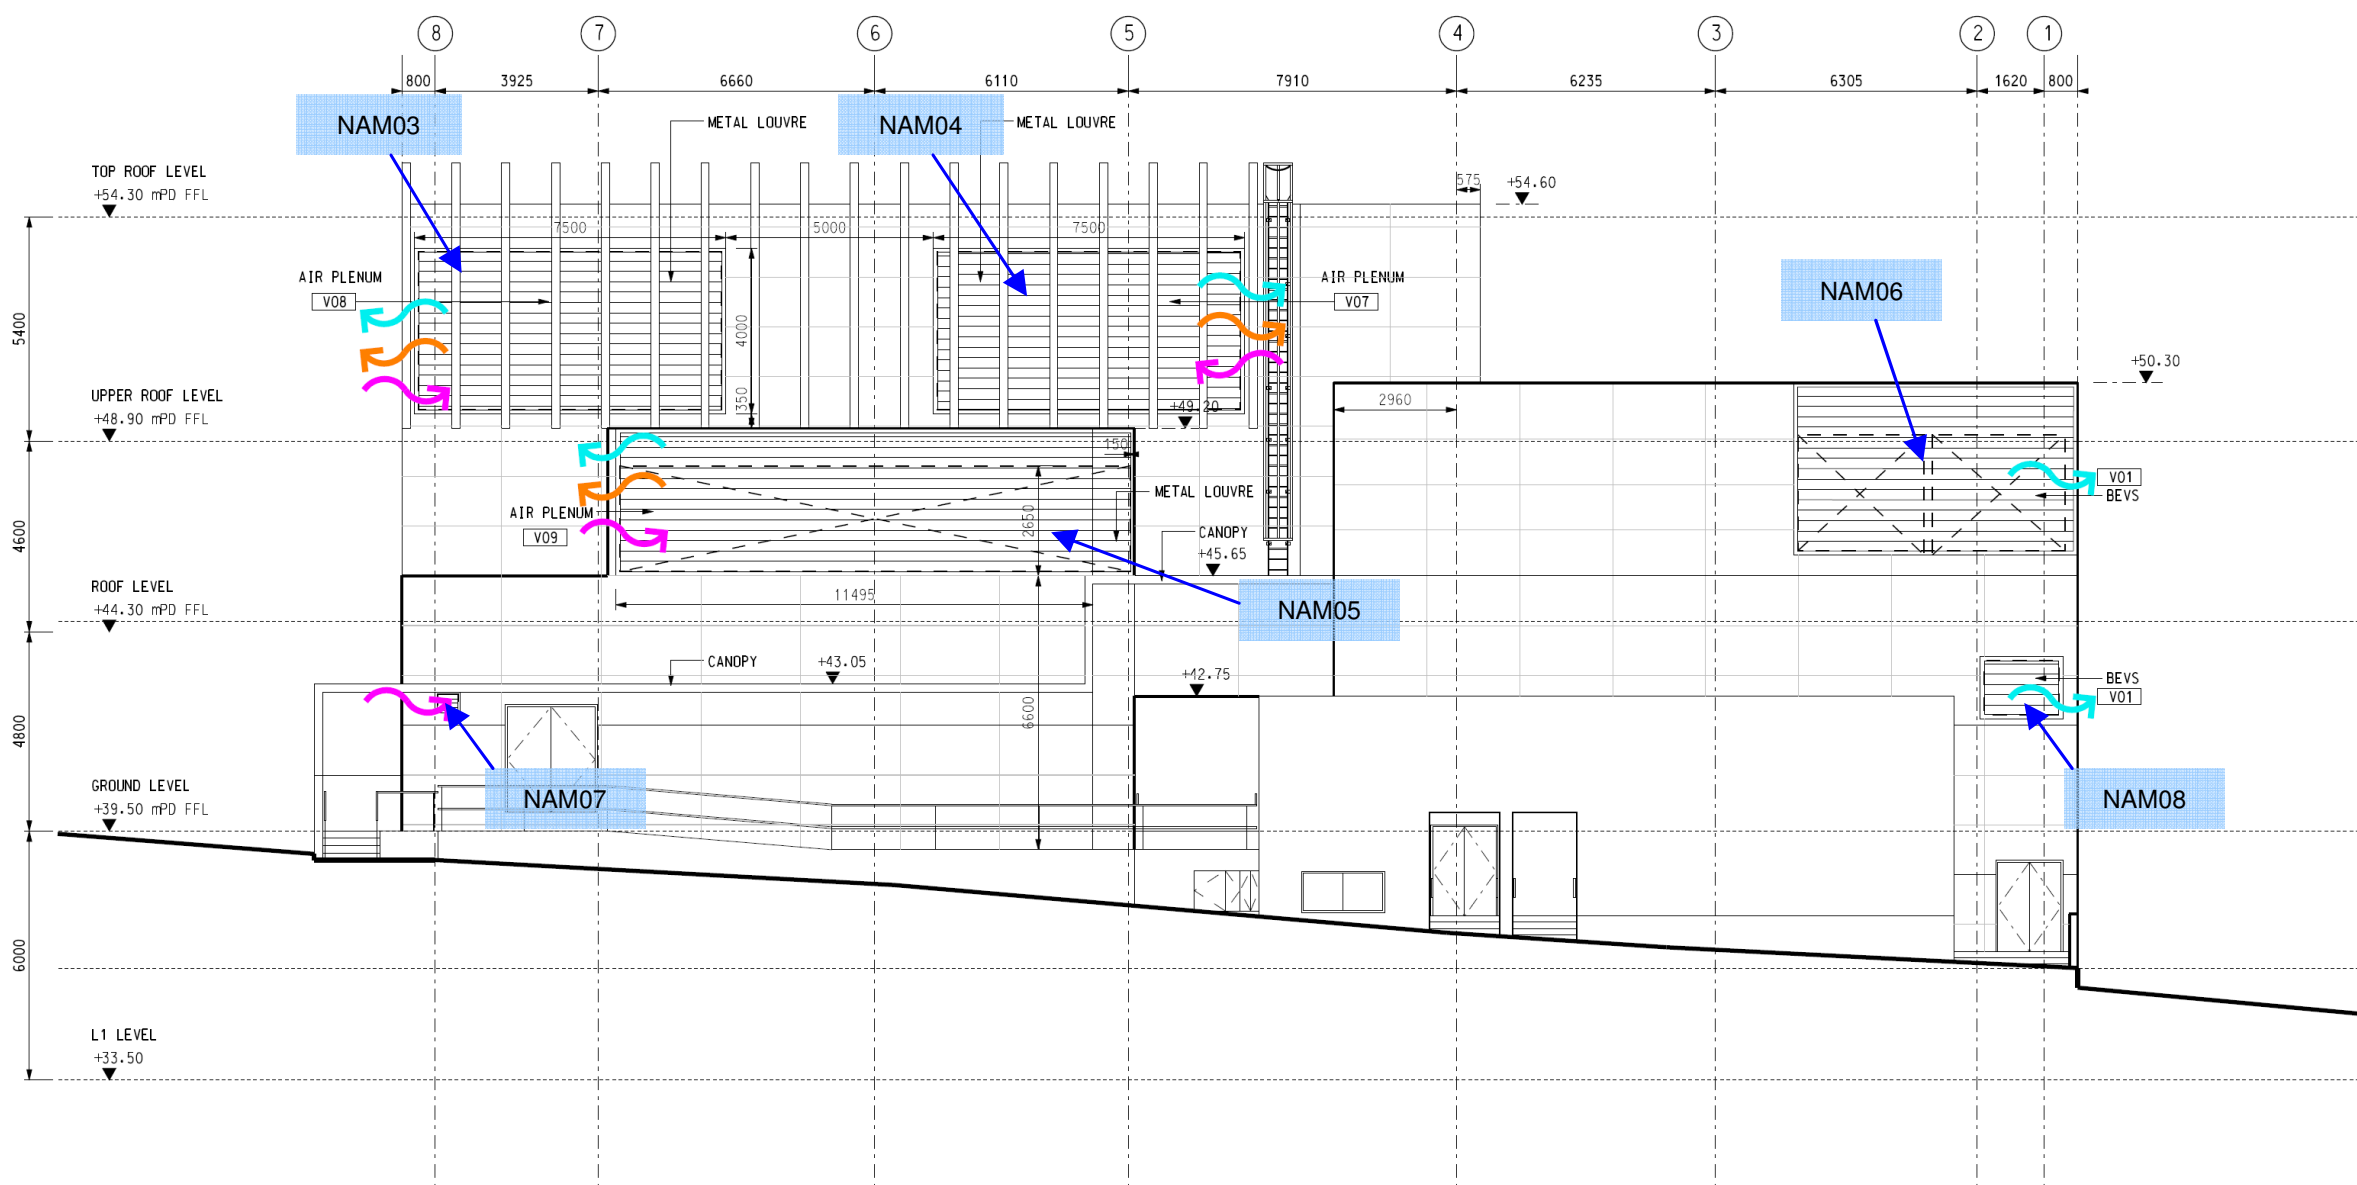 8
7
6
5
4
3
2
1
800
3925
6660
6110
7910
6235
6305
1620
800
NAM03
METAL LOUVRE
NAM04
METAL LOUVRE
TOP ROOF LEVEL
+54.30 mPD FFL
575
+54.60
7500
5000
7500
AIR PLENUM
V08
AIR PLENUM
V07
NAM06
5400
4000
350
UPPER ROOF LEVEL
+48.90 mPD FFL
+49.20
2960
+50.30
150
METAL LOUVRE
V01
BEVS
AIR PLENUM
V09
2650
CANOPY
+45.65
4600
ROOF LEVEL
+44.30 mPD FFL
11495
NAM05
CANOPY
+43.05
+42.75
BEVS
V01
6600
4800
GROUND LEVEL
+39.50 mPD FFL
NAM07
NAM08
6000
L1 LEVEL
+33.50